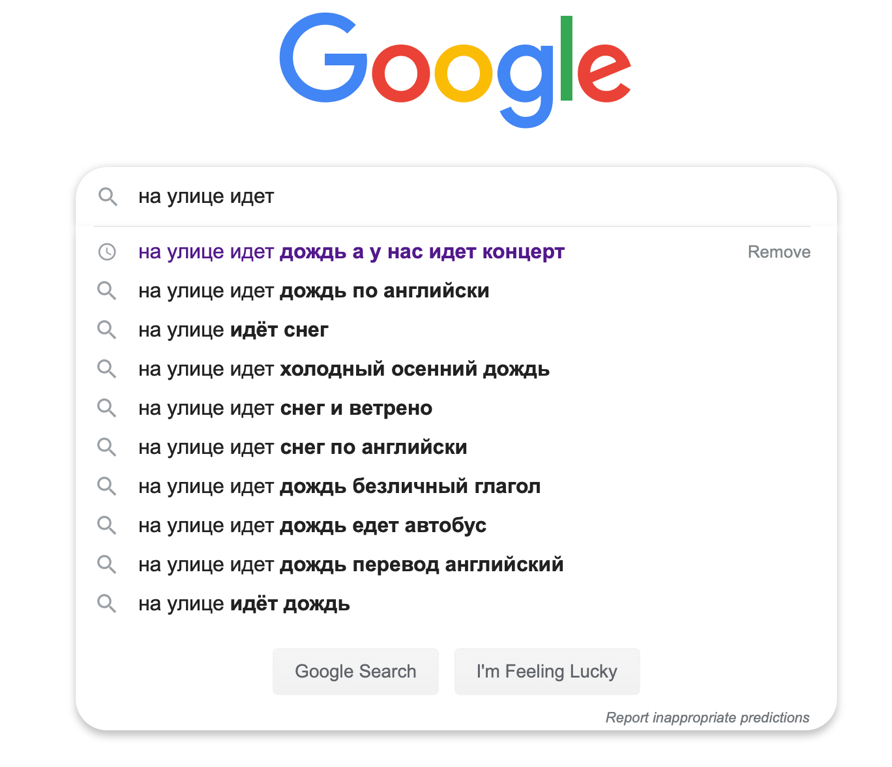 Google
на улице идет
на улице идет дождь а у нас идет концерт Remove
на улице идет дождь по английски
на улице идёт снег
на улице идет холодный осенний дождь
на улице идет снег и ветрено
на улице идет снег по английски
на улице идет дождь безличный глагол
на улице идет дождь едет автобус
на улице идет дождь перевод английский
на улице идёт дождь
Google Search I'm Feeling Lucky
Report inappropriate predictions